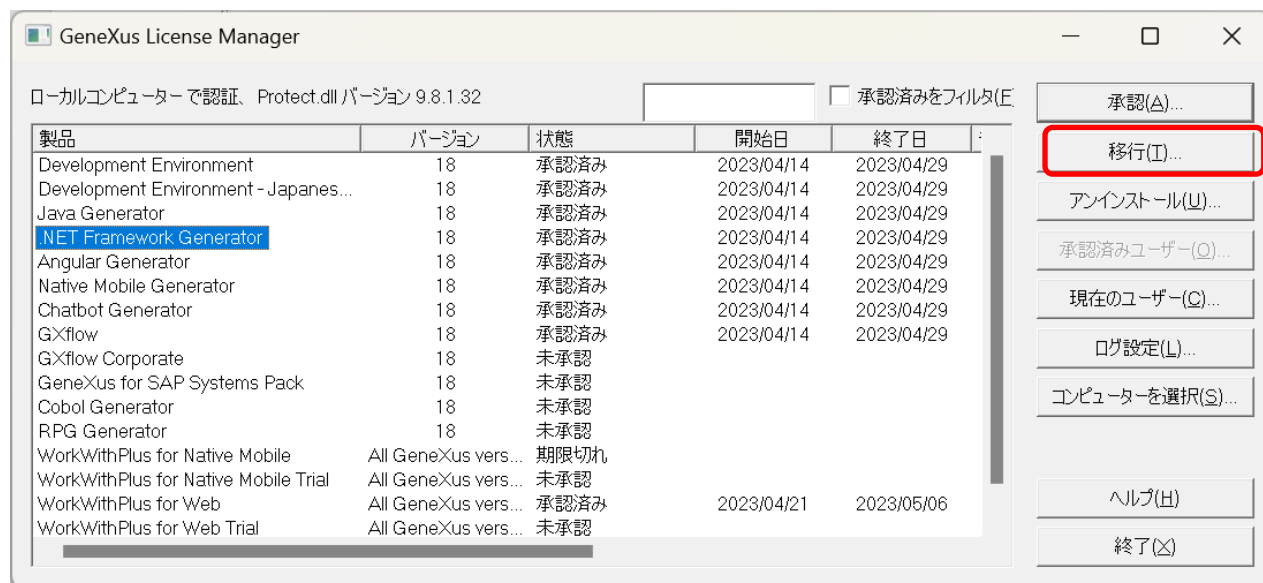 GeneXus License Manager
ローカルコンピューター で認証、 Protect.dll バージョン 9.8.1.32
承認済みをフィルタ(F
製品 バージョン 状態 開始日 終了日
Development Environment 18 承認済み 2023/04/14 2023/04/29
Development Environment - Japanes... 18 承認済み 2023/04/14 2023/04/29
Java Generator 18 承認済み 2023/04/14 2023/04/29
.NET Framework Generator 18 承認済み 2023/04/14 2023/04/29
Angular Generator 18 承認済み 2023/04/14 2023/04/29
Native Mobile Generator 18 承認済み 2023/04/14 2023/04/29
Chatbot Generator 18 承認済み 2023/04/14 2023/04/29
GXflow 18 承認済み 2023/04/14 2023/04/29
GXflow Corporate 18 未承認
GeneXus for SAP Systems Pack 18 未承認
Cobol Generator 18 未承認
RPG Generator 18 未承認
WorkWithPlus for Native Mobile All GeneXus vers... 期限切れ
WorkWithPlus for Native Mobile Trial All GeneXus vers... 未承認
WorkWithPlus for Web All GeneXus vers... 承認済み 2023/04/21 2023/05/06
WorkWithPlus for Web Trial All GeneXus vers... 未承認
承認(A)...
移行(T)...
アンインストール(U)...
承認済みユーザー(O)...
現在のユーザー(C)...
ログ設定(L)...
コンピューターを選択(S)...
ヘルプ(H)
終了(X)